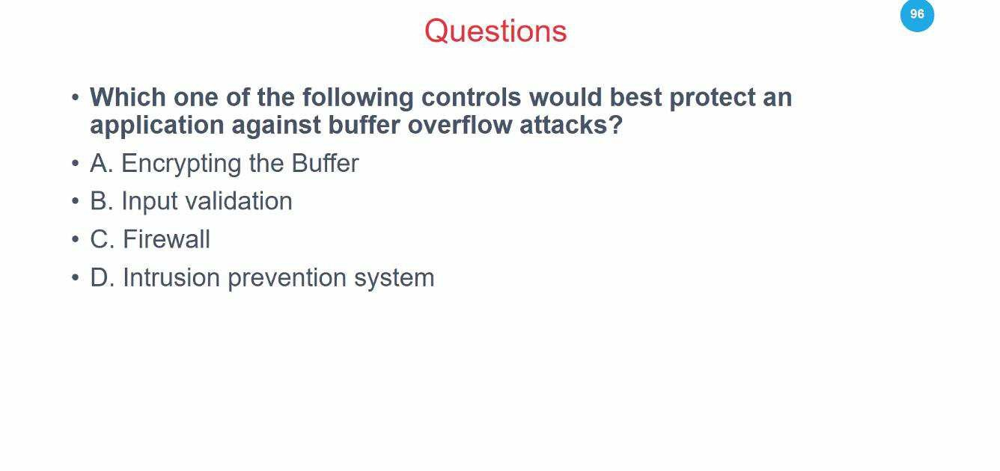 Questions
96
• Which one of the following controls would best protect an
application against buffer overflow attacks?
• A. Encrypting the Buffer
• B. Input validation
• C. Firewall
• D. Intrusion prevention system